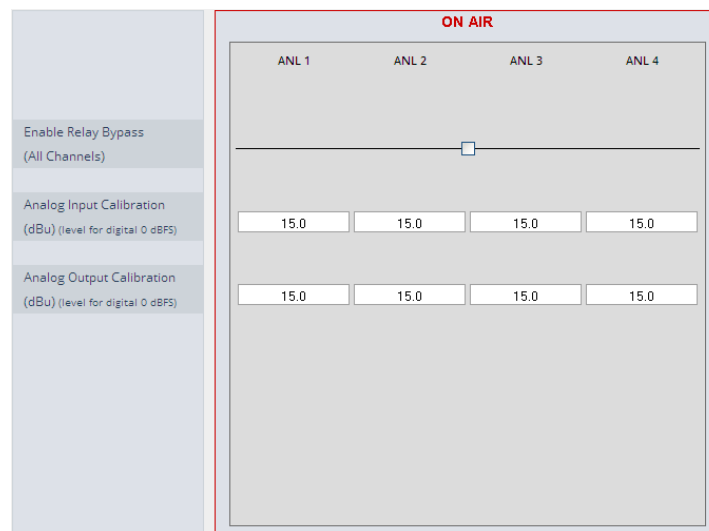 ON AIR
ANL 1 ANL 2 ANL 3 ANL 4
Enable Relay Bypass
(All Channels)
Analog Input Calibration
(dBu) (level for digital 0 dBFS)
15.0 15.0 15.0 15.0
Analog Output Calibration
(dBu) (level for digital 0 dBFS)
15.0 15.0 15.0 15.0